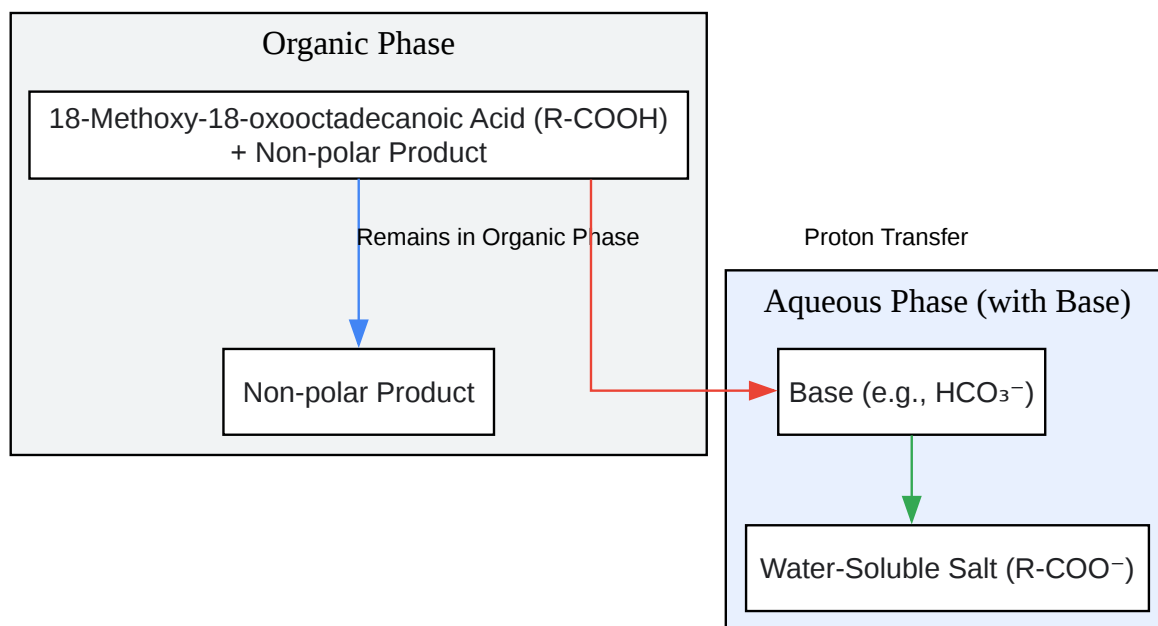 Organic Phase
18-Methoxy-18-oxooctadecanoic Acid (R-COOH)
+ Non-polar Product
Remains in Organic Phase
Proton Transfer
Aqueous Phase (with Base)
Non-polar Product
Base (e.g., HCO₃⁻)
Water-Soluble Salt (R-COO⁻)